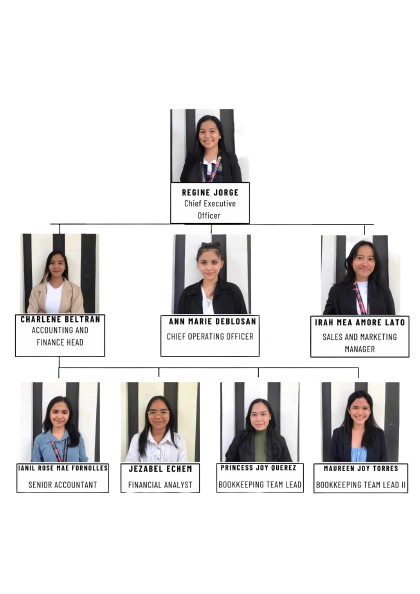 REGINE JORGE
Chief Executive
Officer
CHARLENE BELTRAN
ACCOUNTING AND
FINANCE HEAD
ANN MARIE DEBLOSAN
CHIEF OPERATING OFFICER
IRAH MEA AMORE LATO
SALES AND MARKETING
MANAGER
IANIL ROSE MAE FORNOLLES
SENIOR ACCOUNTANT
JEZABEL ECHEM
FINANCIAL ANALYST
PRINCESS JOY QUEREZ
BOOKKEEPING TEAM LEAD
MAUREEN JOY TORRES
BOOKKEEPING TEAM LEAD II